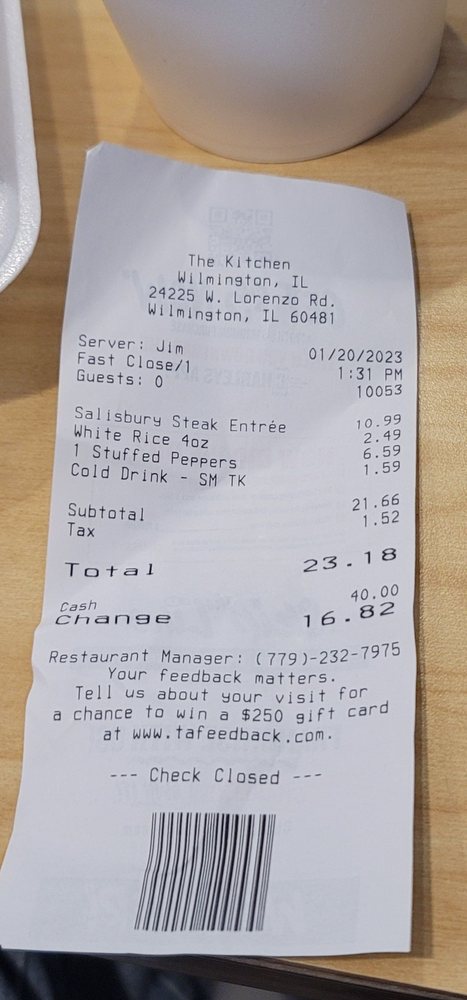 The Kitchen
Wilmington, IL
24225 W. Lorenzo Rd.
Wilmington, IL 60481
Server: Jim 01/20/2023
Fast Close/1 1:31 PM
Guests: 0 10053
Salisbury Steak Entrée 10.99
White Rice 4oz 2.49
1 Stuffed Peppers 6.59
Cold Drink - SM TK 1.59
Subtotal 21.66
Tax 1.52
Total 23.18
Cash 40.00
Change 16.82
Restaurant Manager: (779)-232-7975
Your feedback matters.
Tell us about your visit for
a chance to win a $250 gift card
at www.tafeedback.com.
--- Check Closed ---